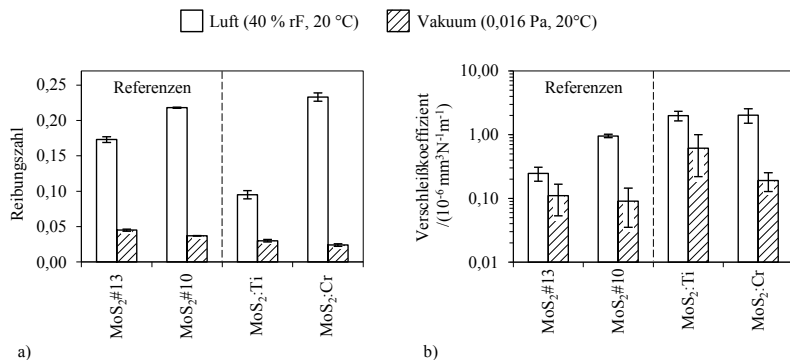 Luft (40 % rF, 20 °C)
Vakuum (0,016 Pa, 20°C)
Reibungszahl
0,25
0,20
0,15
0,10
0,05
0,00
Referenzen
MoS₂#13
MoS₂#10
MoS₂:Ti
MoS₂:Cr
a)
Verschleißkoeffizient
/(10⁻⁶ mm³N⁻¹m⁻¹)
10,00
1,00
0,10
0,01
Referenzen
MoS₂#13
MoS₂#10
MoS₂:Ti
MoS₂:Cr
b)